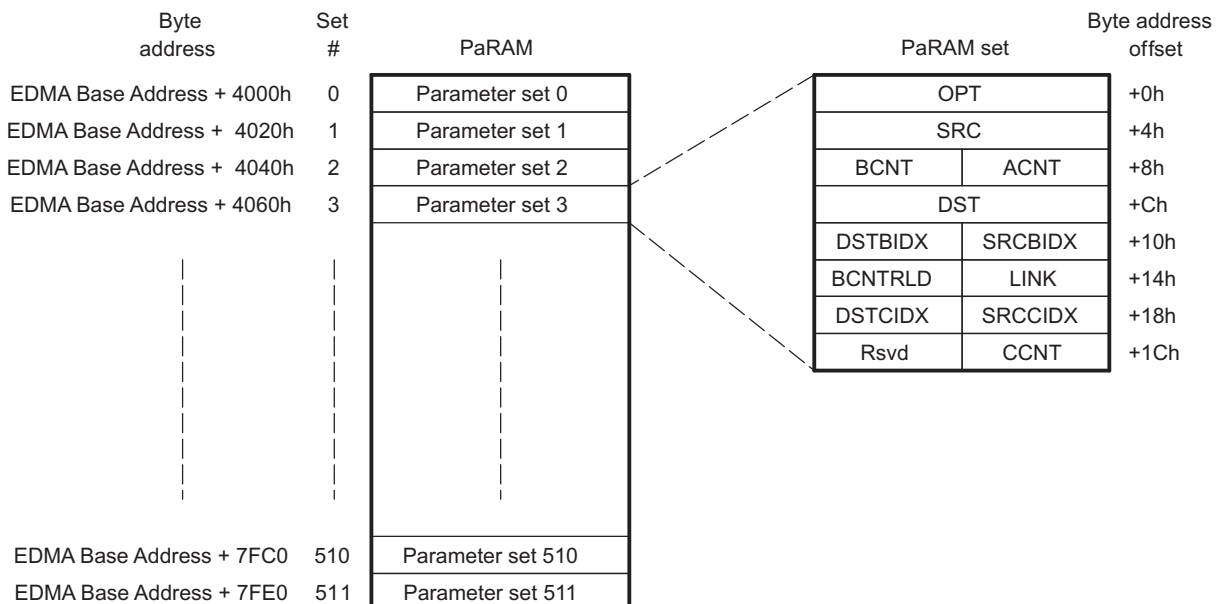 Byte address Set # PaRAM
EDMA Base Address + 4000h 0 Parameter set 0
EDMA Base Address + 4020h 1 Parameter set 1
EDMA Base Address + 4040h 2 Parameter set 2
EDMA Base Address + 4060h 3 Parameter set 3
EDMA Base Address + 7FC0 510 Parameter set 510
EDMA Base Address + 7FE0 511 Parameter set 511
PaRAM set Byte address offset
OPT +0h
SRC +4h
BCNT ACNT +8h
DST +Ch
DSTBIDX SRCBIDX +10h
BCNTRLD LINK +14h
DSTCIDX SRCCIDX +18h
Rsvd CCNT +1Ch